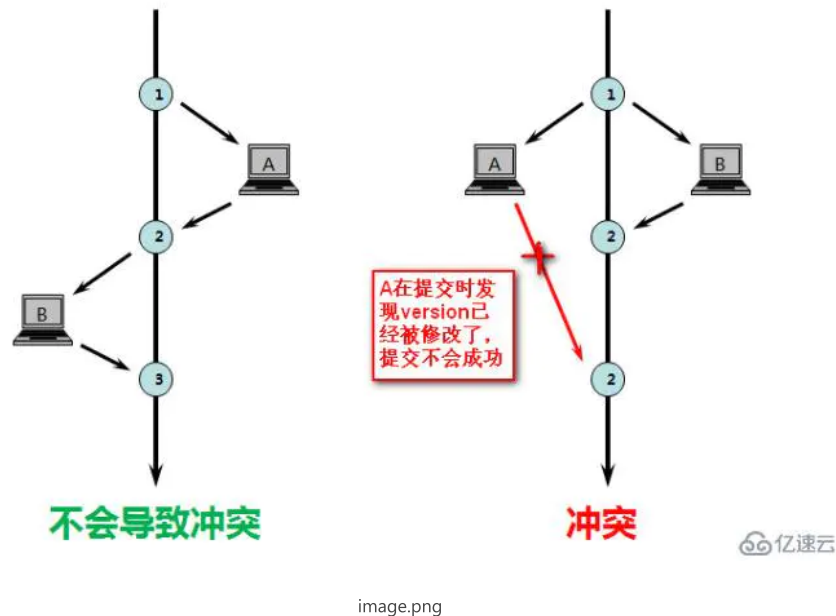 1
A
2
B
3
不会导致冲突
1
A
B
2
A在提交时发
现version已
经被修改了,
提交不会成功
2
冲突
亿速云
image.png